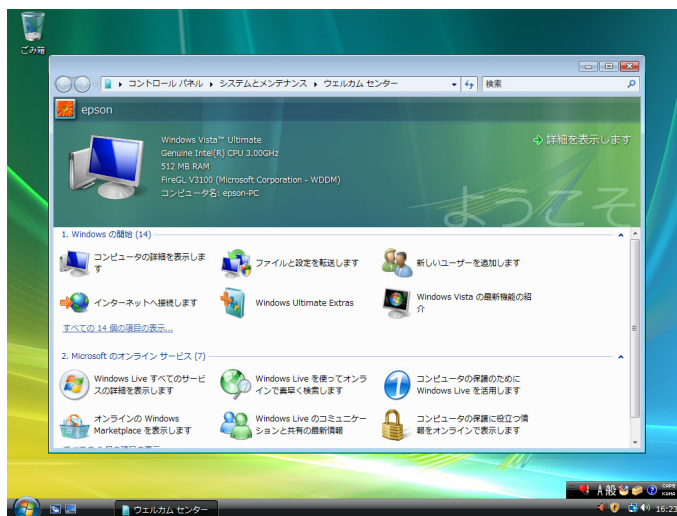 ごみ箱
コントロール パネル ▸ システムとメンテナンス ▸ ウェルカム センター
検索
epson
Windows Vista™ Ultimate
Genuine Intel(R) CPU 3.00GHz
512 MB RAM
FireGL V3100 (Microsoft Corporation - WDDM)
コンピュータ名: epson-PC
詳細を表示します
ようこそ
1. Windows の開始 (14)
コンピュータの詳細を表示しま
す
ファイルと設定を転送します
新しいユーザーを追加します
インターネットへ接続します
Windows Ultimate Extras
Windows Vista の最新機能の紹
介
すべての 14 個の項目の表示...
2. Microsoft のオンライン サービス (7)
Windows Live すべてのサービ
スの詳細を表示します
Windows Live を使ってオンラ
インで素早く検索します
コンピュータの保護のために
Windows Live を活用します
オンラインの Windows
Marketplace を表示します
Windows Live のコミュニケー
ションと共有の最新情報
コンピュータの保護に役立つ情
報をオンラインで表示します
A 般
CAPS
KANA
ウェルカム センター
16:23